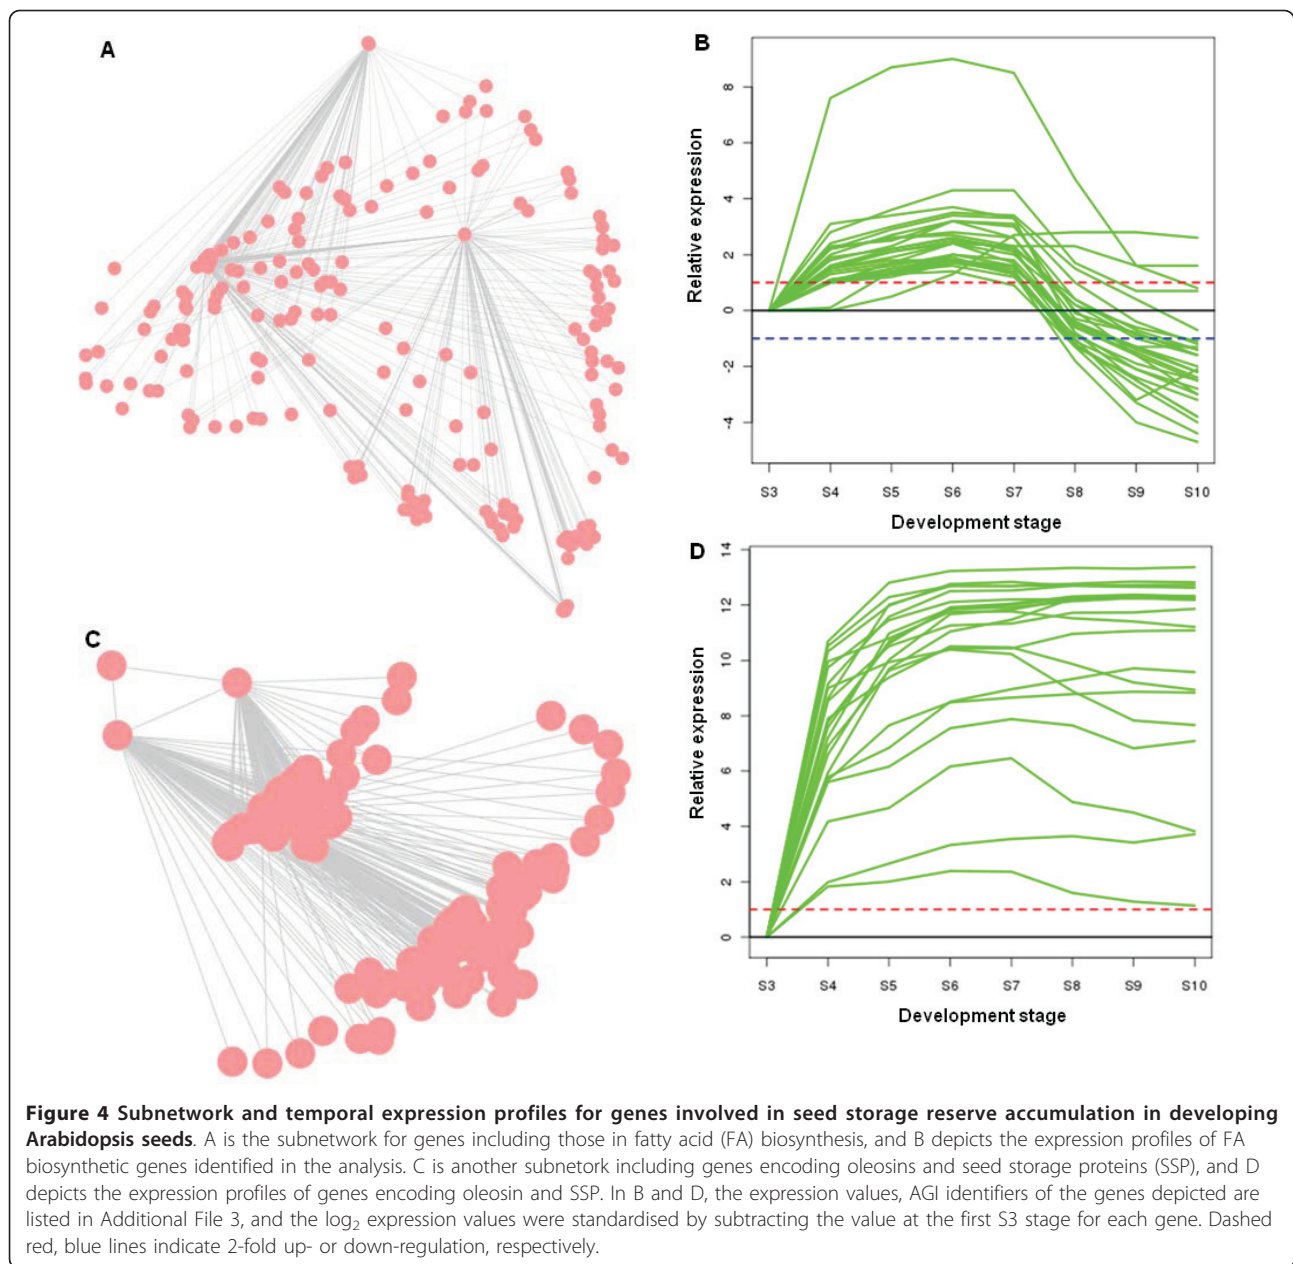 A
B
Relative expression
8
6
4
2
0
-2
-4
S3 S4 S5 S6 S7 S8 S9 S10
Development stage
C
D
Relative expression
14
12
10
8
6
4
2
0
S3 S4 S5 S6 S7 S8 S9 S10
Development stage
Figure 4 Subnetwork and temporal expression profiles for genes involved in seed storage reserve accumulation in developing
Arabidopsis seeds. A is the subnetwork for genes including those in fatty acid (FA) biosynthesis, and B depicts the expression profiles of FA
biosynthetic genes identified in the analysis. C is another subnetork including genes encoding oleosins and seed storage proteins (SSP), and D
depicts the expression profiles of genes encoding oleosin and SSP. In B and D, the expression values, AGI identifiers of the genes depicted are
listed in Additional File 3, and the log₂ expression values were standardised by subtracting the value at the first S3 stage for each gene. Dashed
red, blue lines indicate 2-fold up- or down-regulation, respectively.